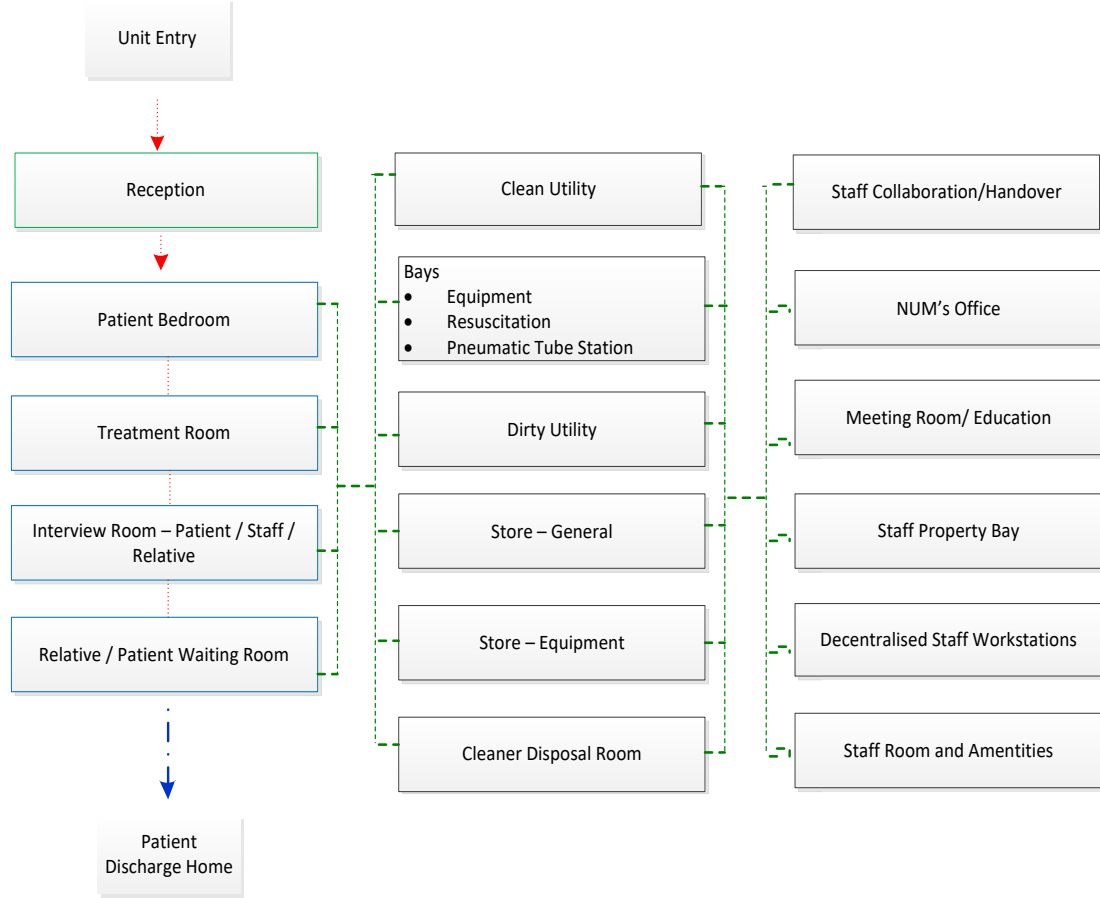 Unit Entry
Reception
Patient Bedroom
Treatment Room
Interview Room – Patient / Staff /
Relative
Relative / Patient Waiting Room
Patient
Discharge Home
Clean Utility
Bays
• Equipment
• Resuscitation
• Pneumatic Tube Station
Dirty Utility
Store – General
Store – Equipment
Cleaner Disposal Room
Staff Collaboration/Handover
NUM’s Office
Meeting Room/ Education
Staff Property Bay
Decentralised Staff Workstations
Staff Room and Amentities